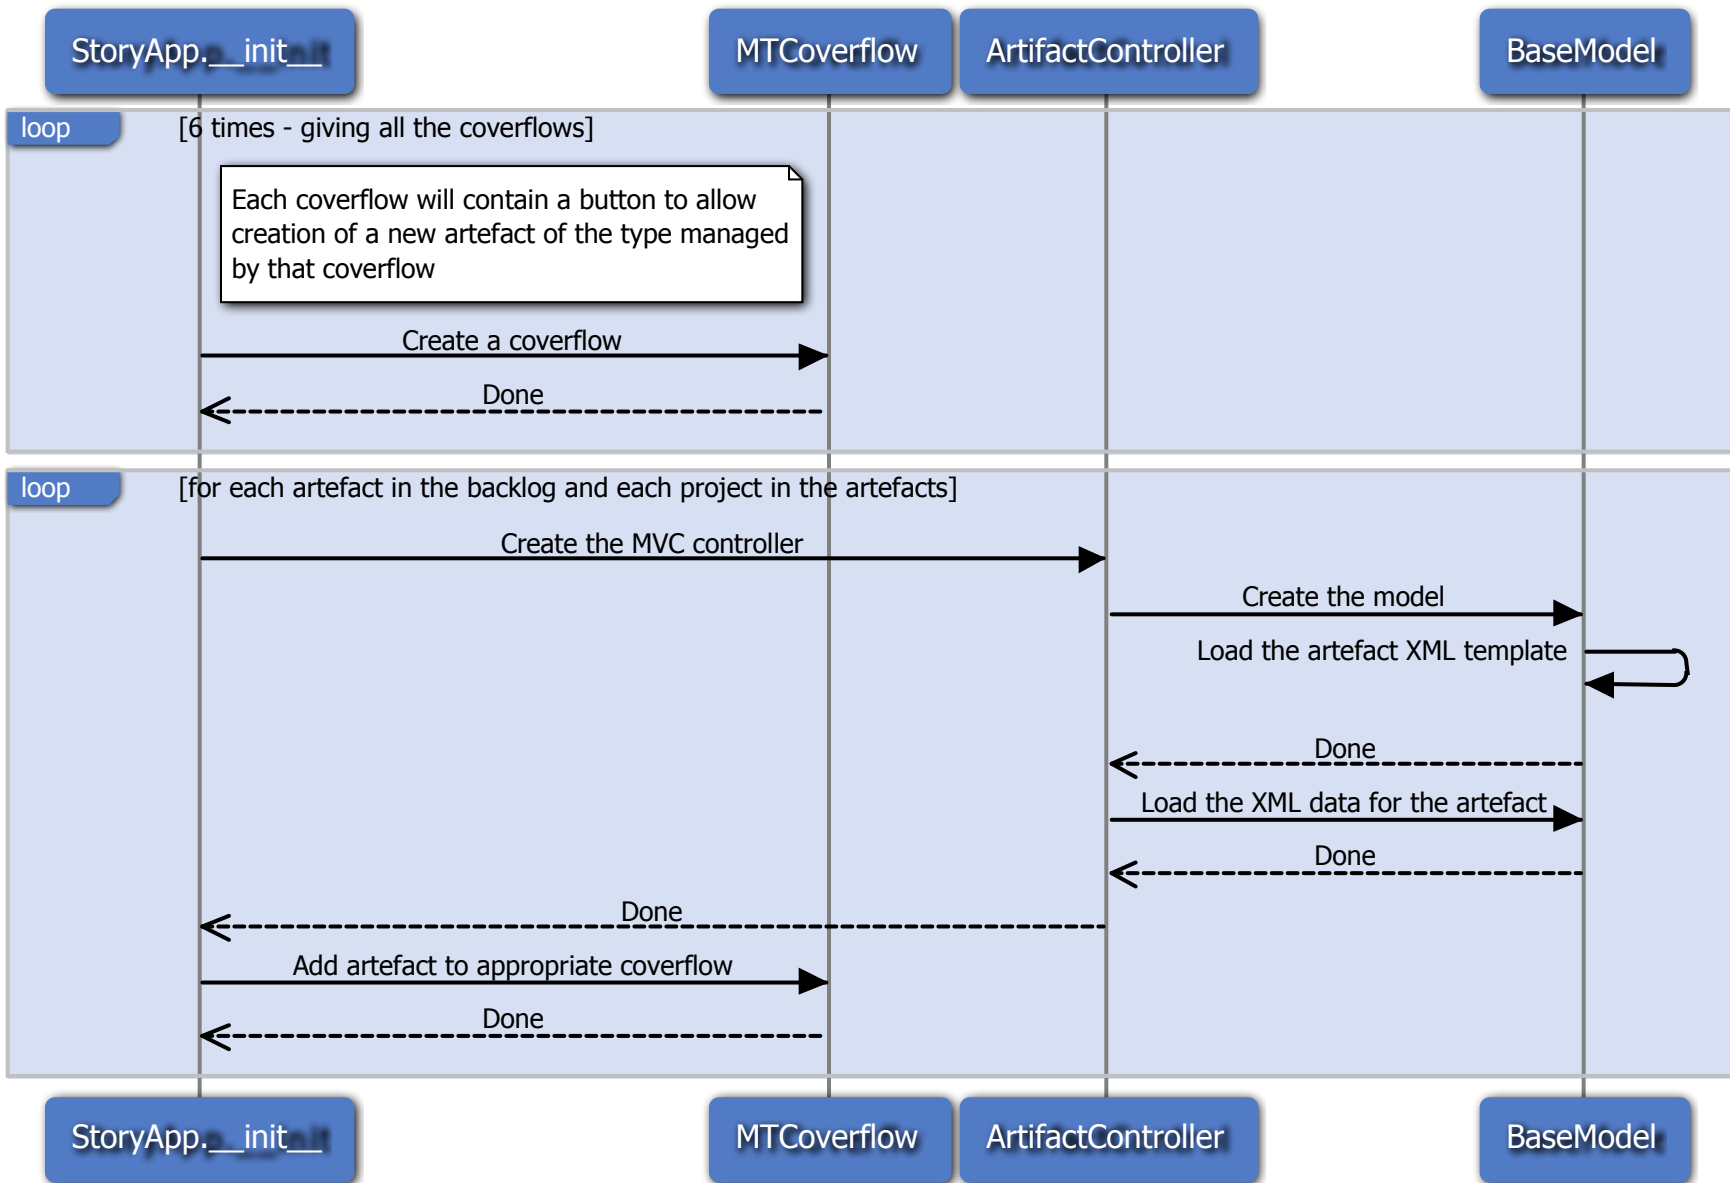 StoryApp.__init__
MTCoverflow
ArtifactController
BaseModel
loop
[6 times - giving all the coverflows]
Each coverflow will contain a button to allow
creation of a new artefact of the type managed
by that coverflow
Create a coverflow
Done
loop
[for each artefact in the backlog and each project in the artefacts]
Create the MVC controller
Create the model
Load the artefact XML template
Done
Load the XML data for the artefact
Done
Done
Add artefact to appropriate coverflow
Done
StoryApp.__init__
MTCoverflow
ArtifactController
BaseModel